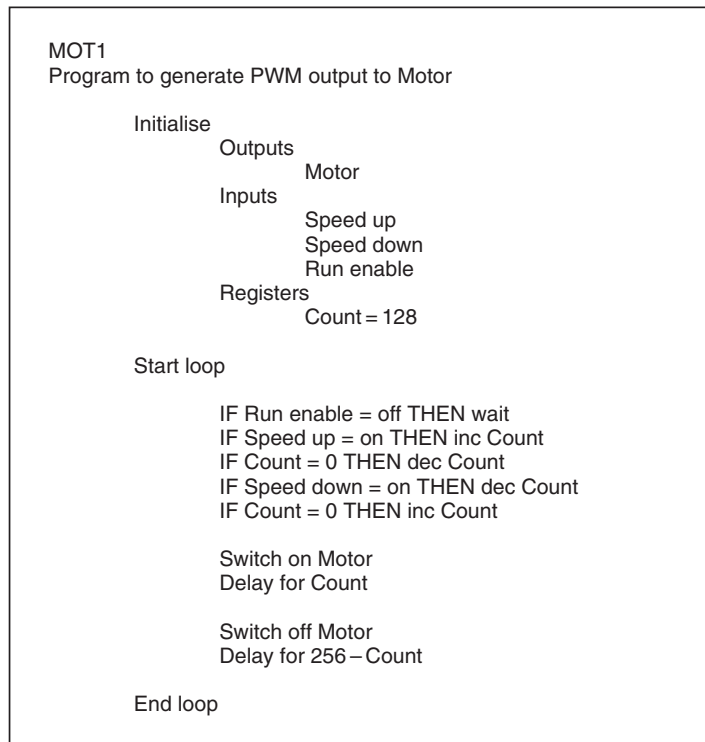 MOT1
Program to generate PWM output to Motor
Initialise
Outputs
Motor
Inputs
Speed up
Speed down
Run enable
Registers
Count = 128
Start loop
IF Run enable = off THEN wait
IF Speed up = on THEN inc Count
IF Count = 0 THEN dec Count
IF Speed down = on THEN dec Count
IF Count = 0 THEN inc Count
Switch on Motor
Delay for Count
Switch off Motor
Delay for 256 – Count
End loop